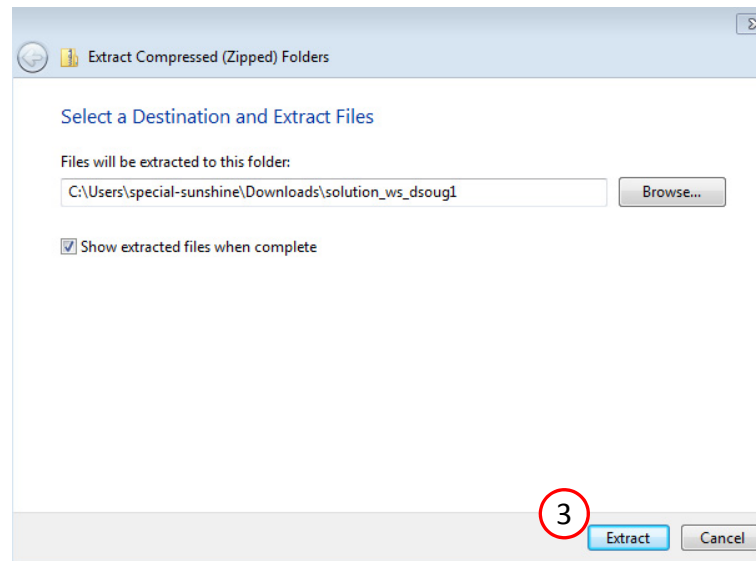 Extract Compressed (Zipped) Folders
Select a Destination and Extract Files
Files will be extracted to this folder:
C:\Users\special-sunshine\Downloads\solution_ws_dsoug1
Browse...
Show extracted files when complete
3
Extract
Cancel